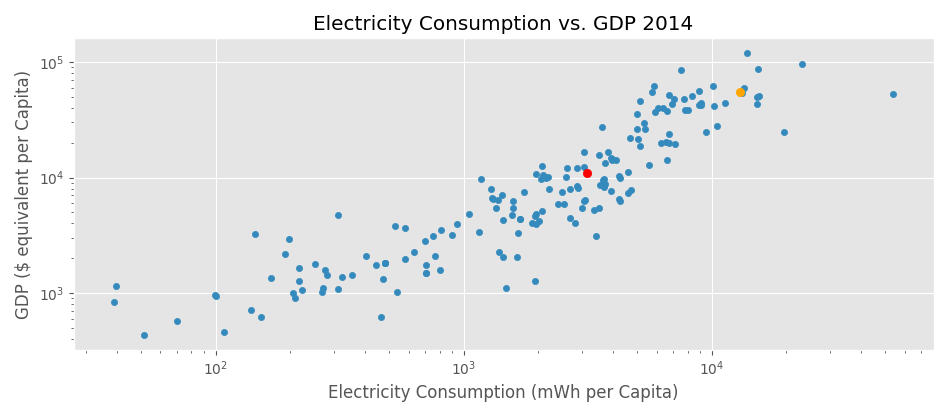 Electricity Consumption vs. GDP 2014
GDP ($ equivalent per Capita)
10^5
10^4
10^3
10^2 10^3 10^4
Electricity Consumption (mWh per Capita)